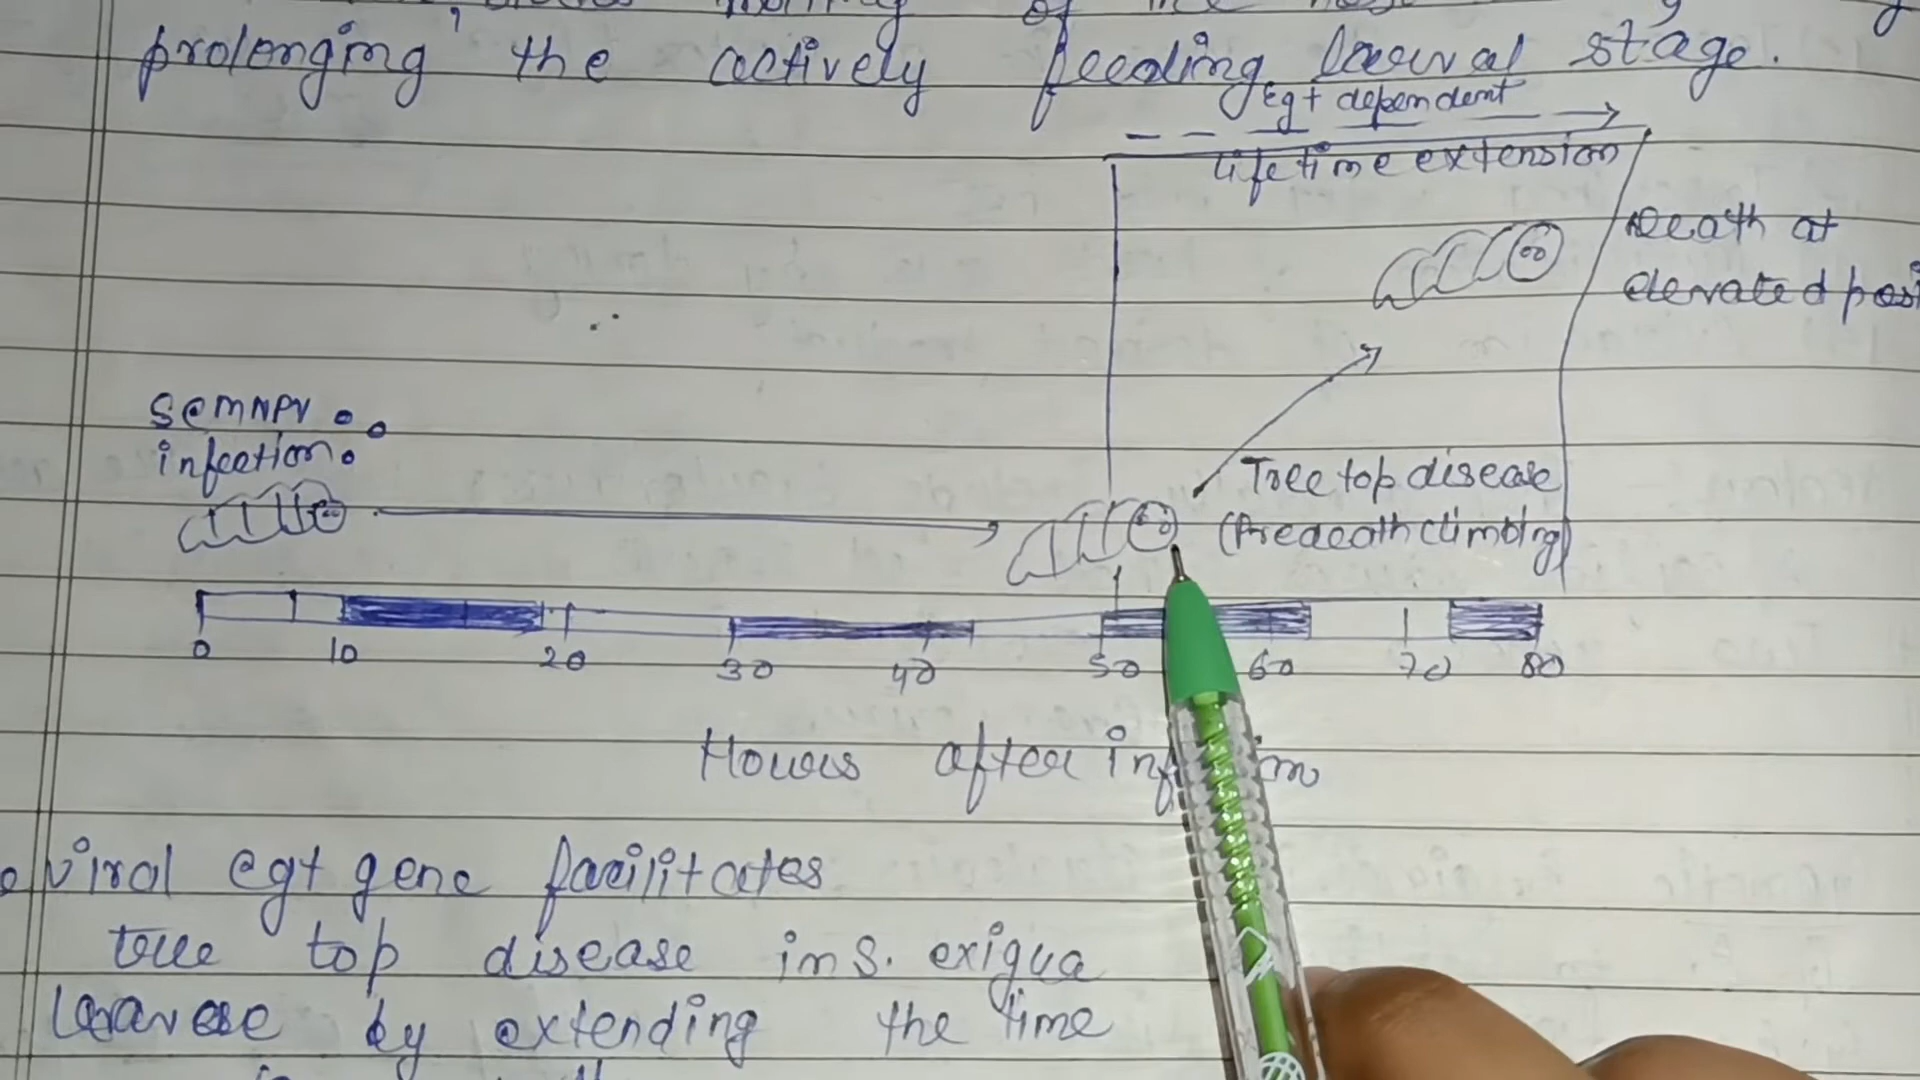 prolonging the actively feeding larval stage.
Egt dependent
lifetime extension
Death at
elevated posi
SeMNPV
infection
Tree top disease
(Predeath climbing)
0 10 20 30 40 50 60 70 80
Hours after inf
viral egt gene facilitates
tree top disease in S. exigua
larvae by extending the time